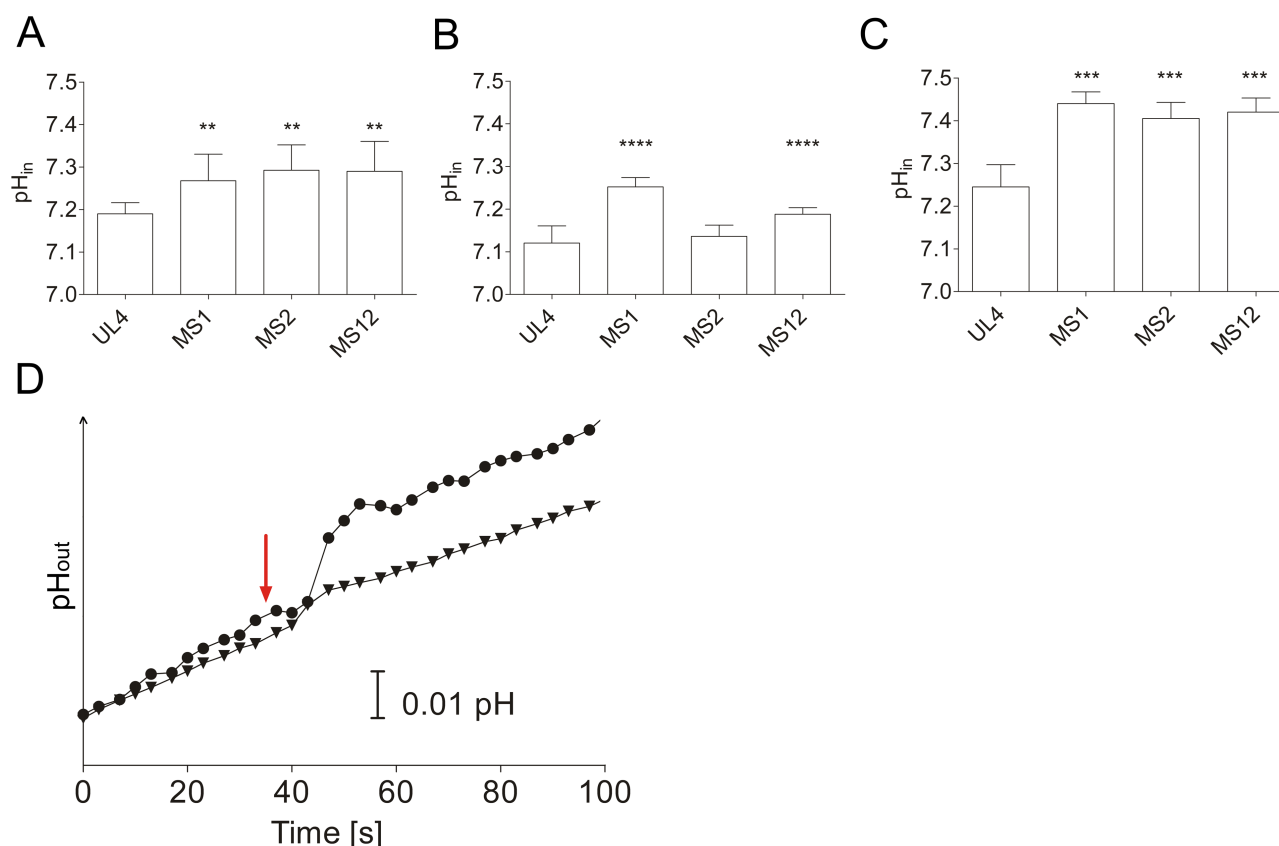 A
7.5
7.4
7.3
7.2
7.1
7.0
pHin
** ** **
UL4 MS1 MS2 MS12
B
7.5
7.4
7.3
7.2
7.1
7.0
pHin
**** ****
UL4 MS1 MS2 MS12
C
7.5
7.4
7.3
7.2
7.1
7.0
pHin
*** *** ***
UL4 MS1 MS2 MS12
D
pHout
0.01 pH
0 20 40 60 80 100
Time [s]